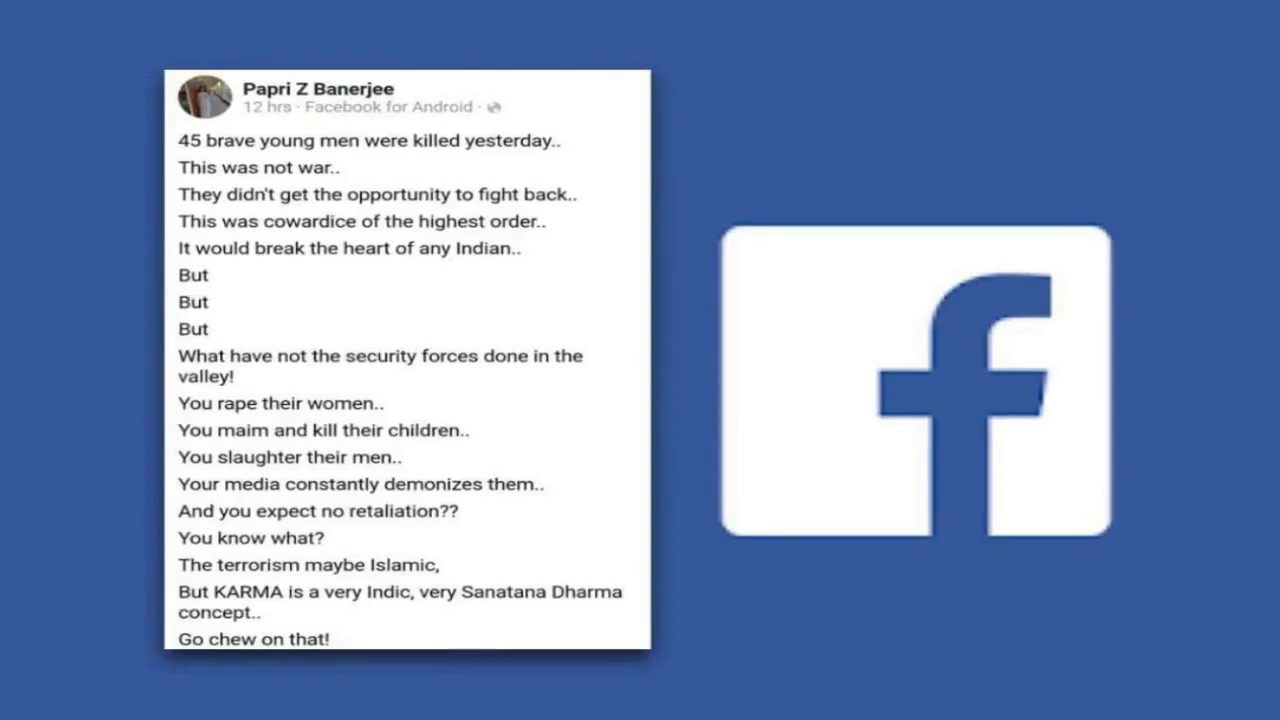 Papri Z Banerjee
12 hrs · Facebook for Android ·
45 brave young men were killed yesterday..
This was not war..
They didn't get the opportunity to fight back..
This was cowardice of the highest order..
It would break the heart of any Indian..
But
But
But
What have not the security forces done in the
valley!
You rape their women..
You maim and kill their children..
You slaughter their men..
Your media constantly demonizes them..
And you expect no retaliation??
You know what?
The terrorism maybe Islamic,
But KARMA is a very Indic, very Sanatana Dharma
concept..
Go chew on that!
f